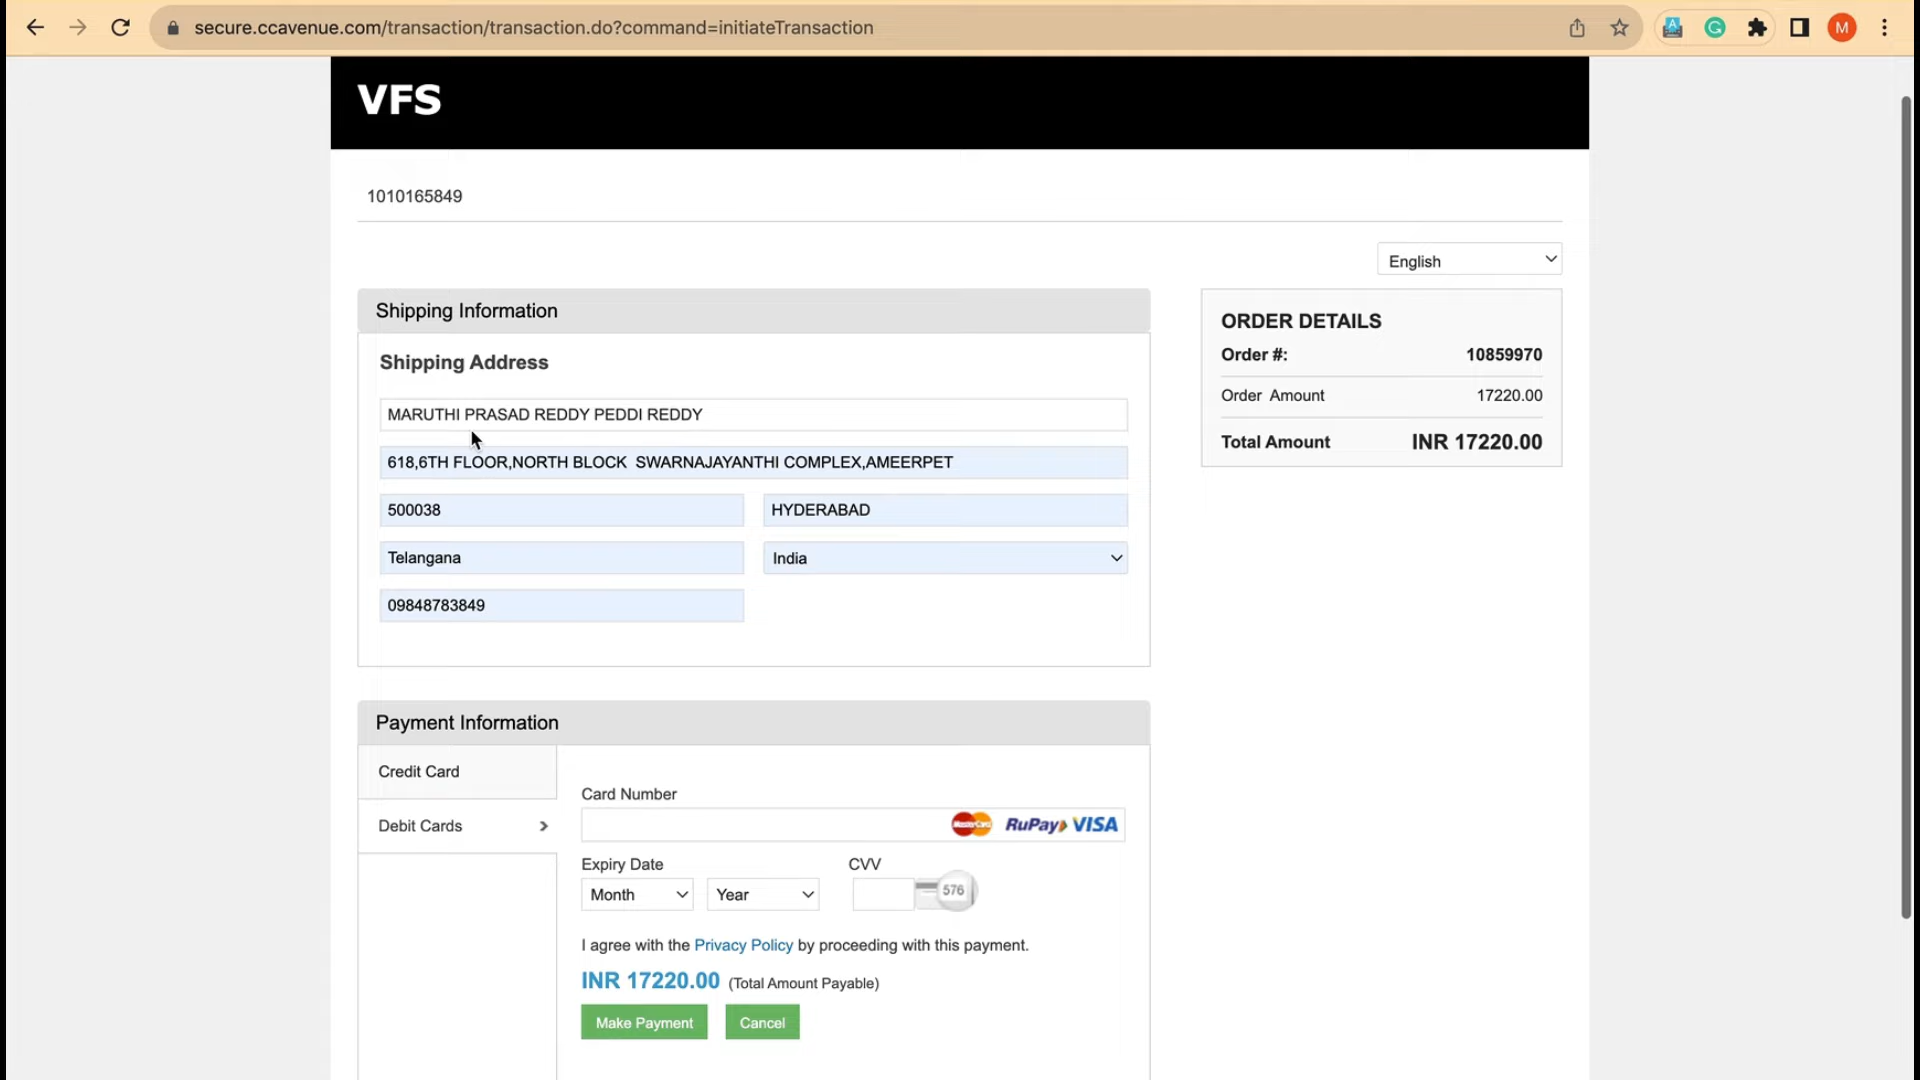 secure.ccavenue.com/transaction/transaction.do?command=initiateTransaction
M
VFS
1010165849
English
Shipping Information
Shipping Address
MARUTHI PRASAD REDDY PEDDI REDDY
618,6TH FLOOR,NORTH BLOCK  SWARNAJAYANTHI COMPLEX,AMEERPET
500038 HYDERABAD
Telangana India
09848783849
ORDER DETAILS
Order #: 10859970
Order Amount 17220.00
Total Amount INR 17220.00
Payment Information
Credit Card
Debit Cards
Card Number
MasterCard RuPay VISA
Expiry Date CVV
Month Year 576
I agree with the Privacy Policy by proceeding with this payment.
INR 17220.00 (Total Amount Payable)
Make Payment Cancel